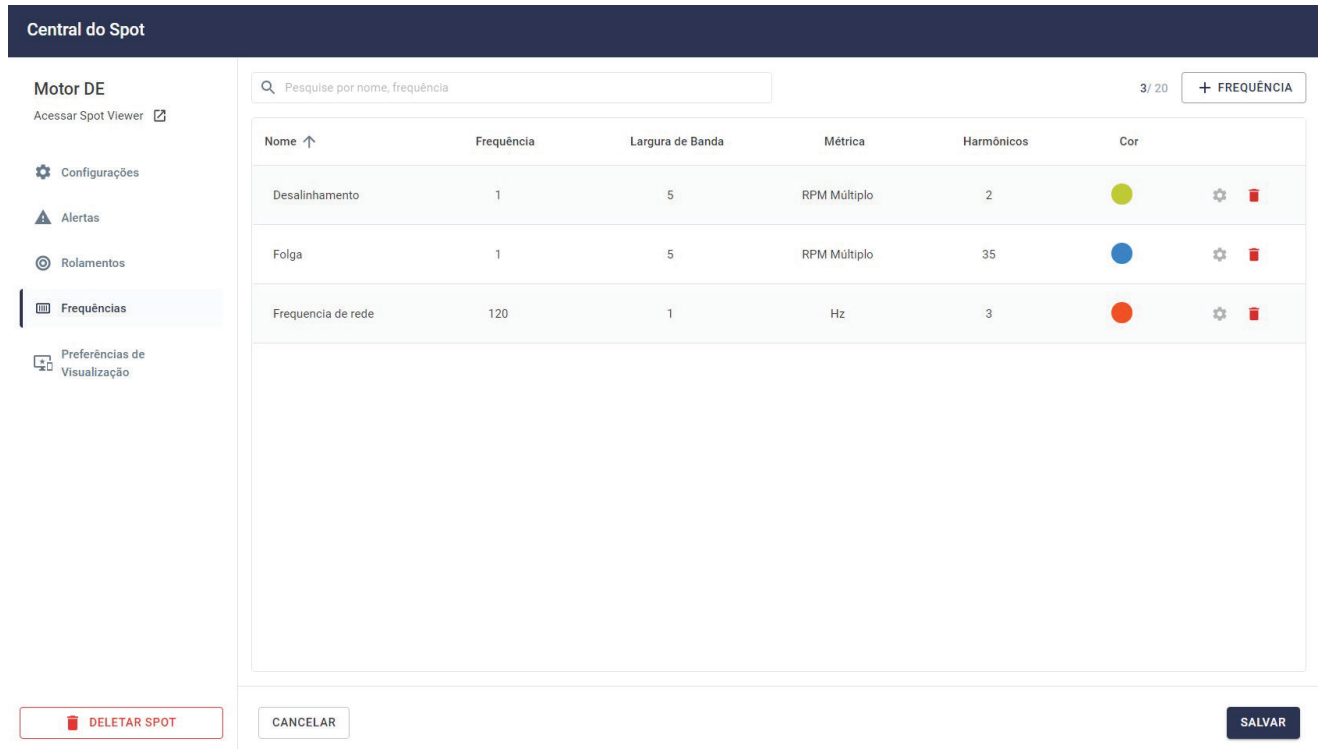 Central do Spot
Motor DE
Acessar Spot Viewer
Configurações
Alertas
Rolamentos
Frequências
Preferências de
Visualização
DELETAR SPOT
Pesquise por nome, frequência
3/ 20
+ FREQUÊNCIA
Nome Frequência Largura de Banda Métrica Harmônicos Cor
Desalinhamento 1 5 RPM Múltiplo 2
Folga 1 5 RPM Múltiplo 35
Frequencia de rede 120 1 Hz 3
CANCELAR
SALVAR